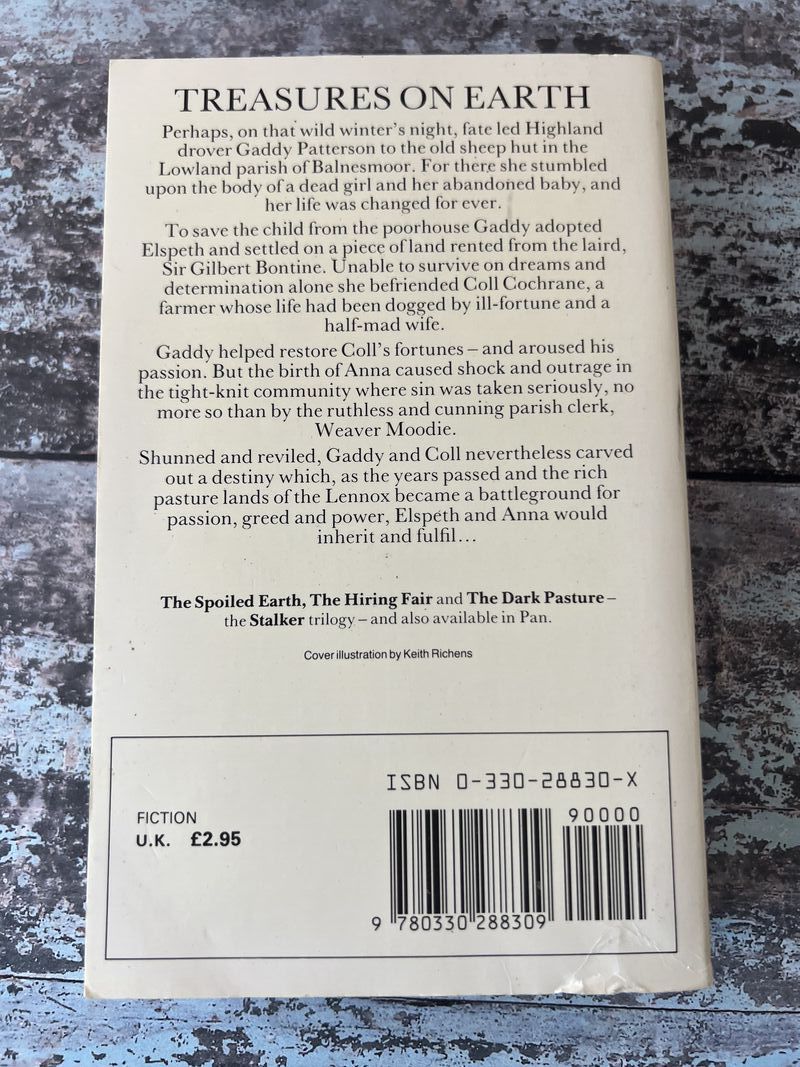 TREASURES ON EARTH
Perhaps, on that wild winter's night, fate led Highland
drover Gaddy Patterson to the old sheep hut in the
Lowland parish of Balnesmoor. For there she stumbled
upon the body of a dead girl and her abandoned baby, and
her life was changed for ever.
To save the child from the poorhouse Gaddy adopted
Elspeth and settled on a piece of land rented from the laird,
Sir Gilbert Bontine. Unable to survive on dreams and
determination alone she befriended Coll Cochrane, a
farmer whose life had been dogged by ill-fortune and a
half-mad wife.
Gaddy helped restore Coll's fortunes – and aroused his
passion. But the birth of Anna caused shock and outrage in
the tight-knit community where sin was taken seriously, no
more so than by the ruthless and cunning parish clerk,
Weaver Moodie.
Shunned and reviled, Gaddy and Coll nevertheless carved
out a destiny which, as the years passed and the rich
pasture lands of the Lennox became a battleground for
passion, greed and power, Elspeth and Anna would
inherit and fulfil...
The Spoiled Earth, The Hiring Fair and The Dark Pasture –
the Stalker trilogy – and also available in Pan.
Cover illustration by Keith Richens
ISBN 0-330-28830-X
FICTION
U.K. £2.95
90000
9 780330 288309